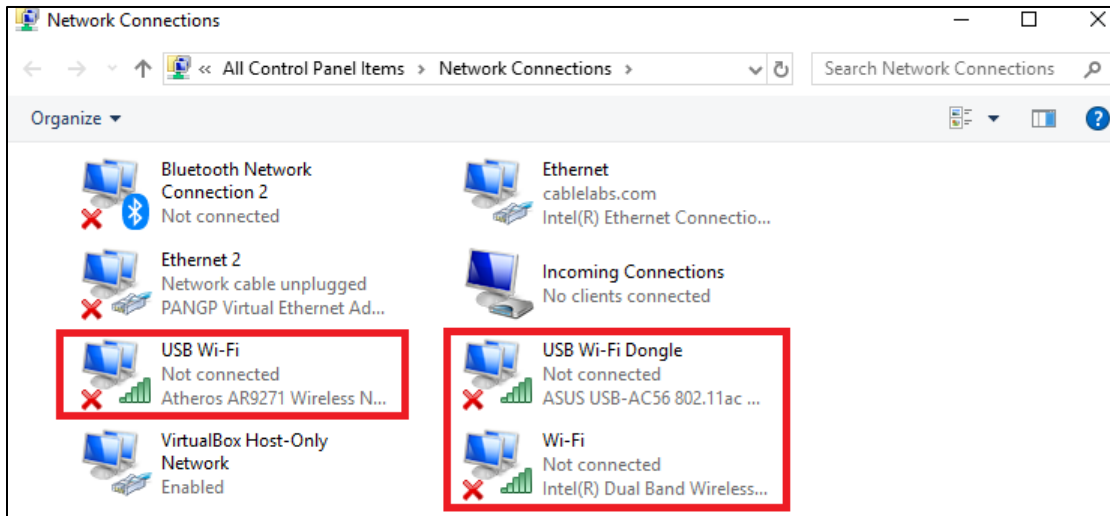 Network Connections
« All Control Panel Items › Network Connections ›
Search Network Connections
Organize
Bluetooth Network
Connection 2
Not connected
Ethernet
cablelabs.com
Intel(R) Ethernet Connectio...
Ethernet 2
Network cable unplugged
PANGP Virtual Ethernet Ad...
Incoming Connections
No clients connected
USB Wi-Fi
Not connected
Atheros AR9271 Wireless N...
USB Wi-Fi Dongle
Not connected
ASUS USB-AC56 802.11ac ...
VirtualBox Host-Only
Network
Enabled
Wi-Fi
Not connected
Intel(R) Dual Band Wireless...